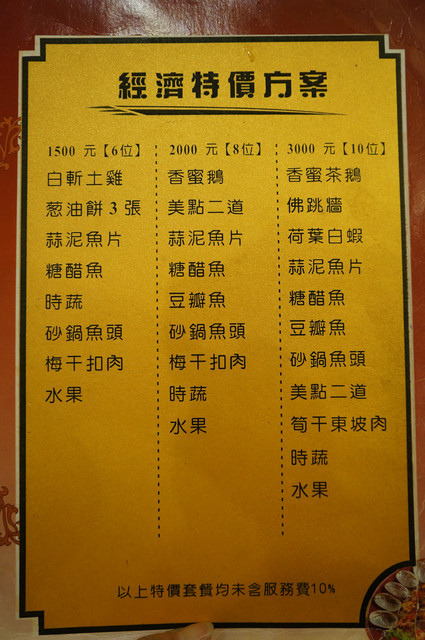 經濟特價方案
1500 元【6位】
白斬土雞
葱油餅3張
蒜泥魚片
糖醋魚
時蔬
砂鍋魚頭
梅干扣肉
水果
2000 元【8位】
香蜜鵝
美點二道
蒜泥魚片
糖醋魚
豆瓣魚
砂鍋魚頭
梅干扣肉
時蔬
水果
3000 元【10位】
香蜜茶鵝
佛跳牆
荷葉白蝦
蒜泥魚片
糖醋魚
豆瓣魚
砂鍋魚頭
美點二道
筍干東坡肉
時蔬
水果
以上特價套餐均未含服務費10%